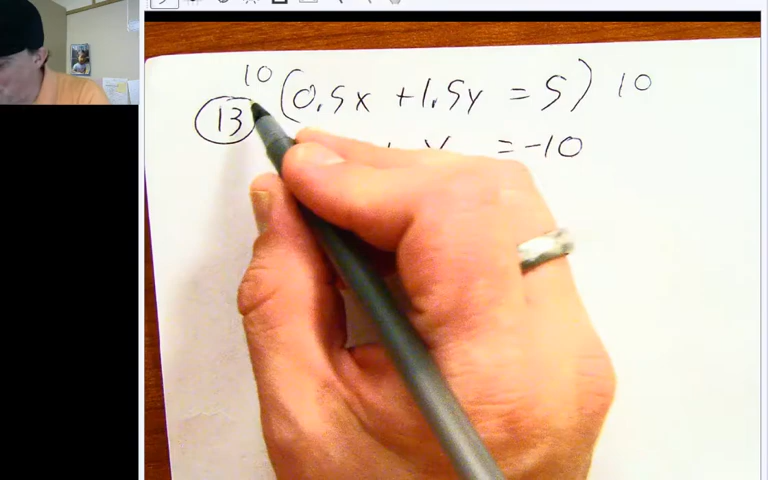 10 (0.5x + 1.5y = 5) 10
13
y = -10